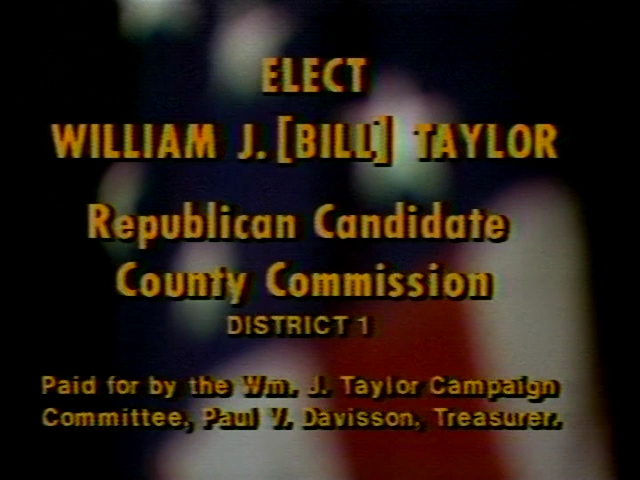 ELECT
WILLIAM J. [BILL] TAYLOR
Republican Candidate
County Commission
DISTRICT 1
Paid for by the Wm. J. Taylor Campaign
Committee, Paul V. Davisson, Treasurer.